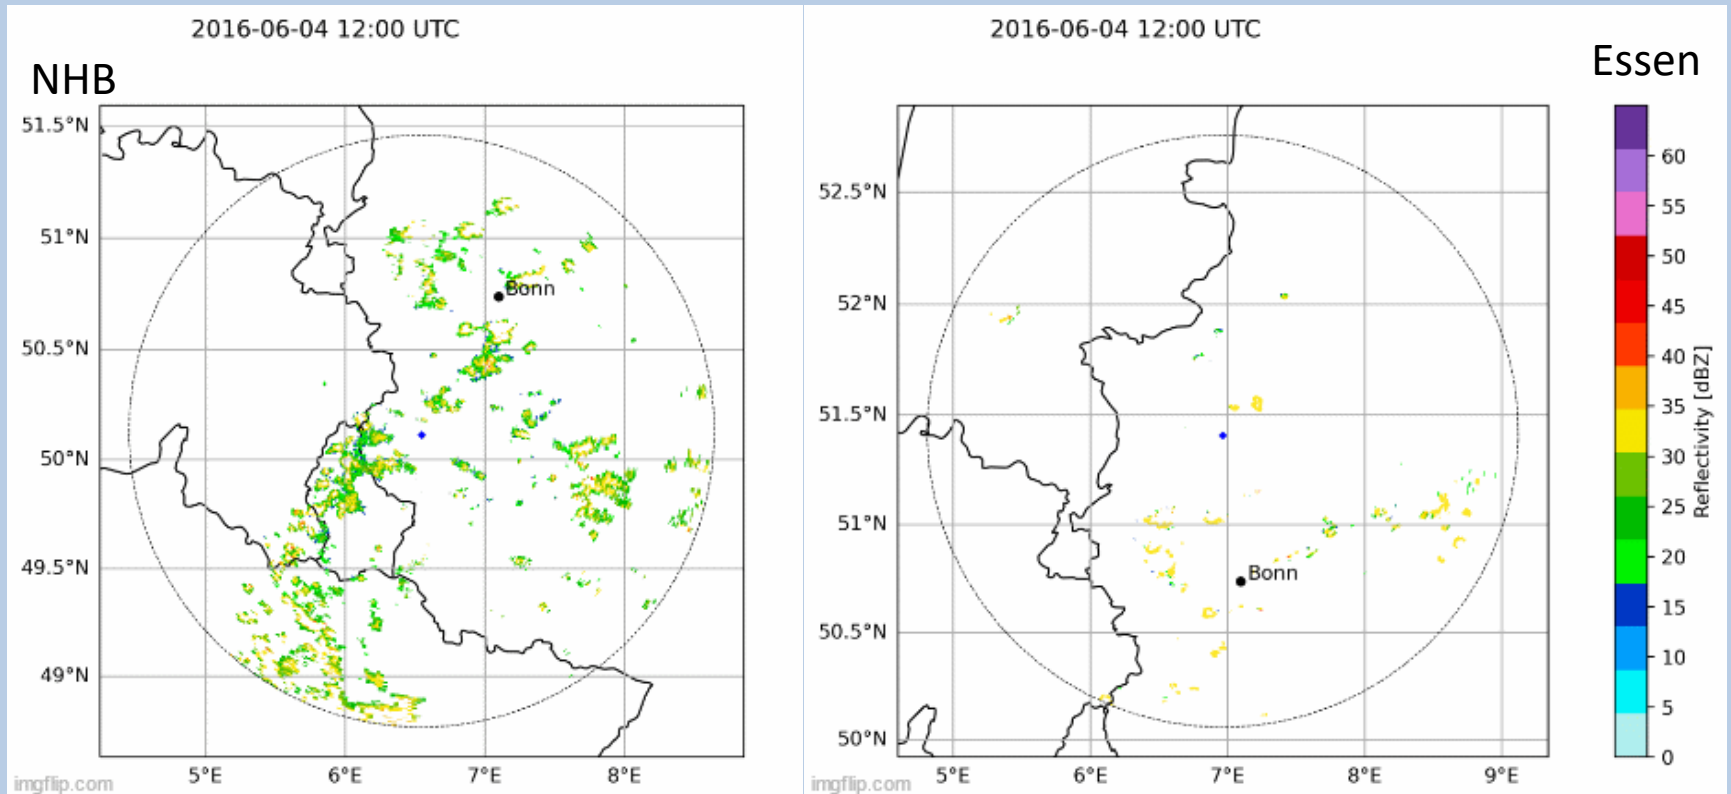 2016-06-04 12:00 UTC
NHB
51.5°N
51°N
50.5°N
50°N
49.5°N
49°N
5°E 6°E 7°E 8°E
Bonn
imgflip.com
2016-06-04 12:00 UTC
Essen
52.5°N
52°N
51.5°N
51°N
50.5°N
50°N
5°E 6°E 7°E 8°E 9°E
Bonn
imgflip.com
60
55
50
45
40
35
30
25
20
15
10
5
0
Reflectivity [dBZ]